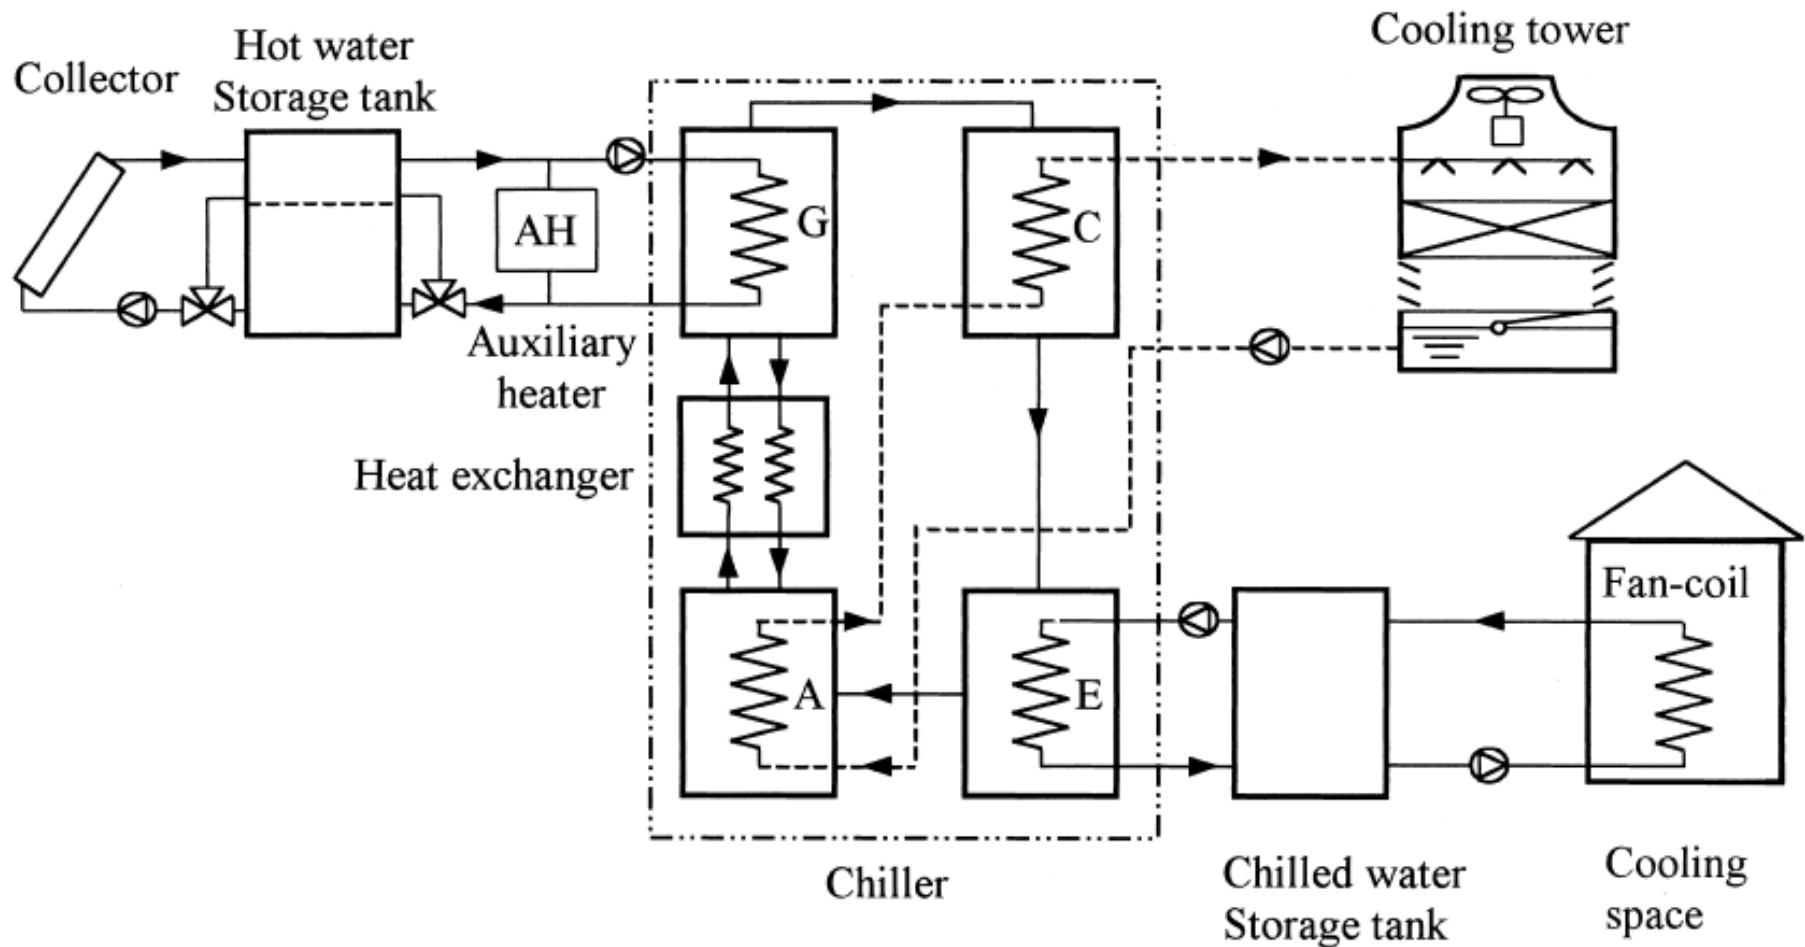 Cooling tower
Hot water
Storage tank
Collector
G
C
AH
Auxiliary
heater
Heat exchanger
Fan-coil
A
E
Chiller
Chilled water
Storage tank
Cooling
space